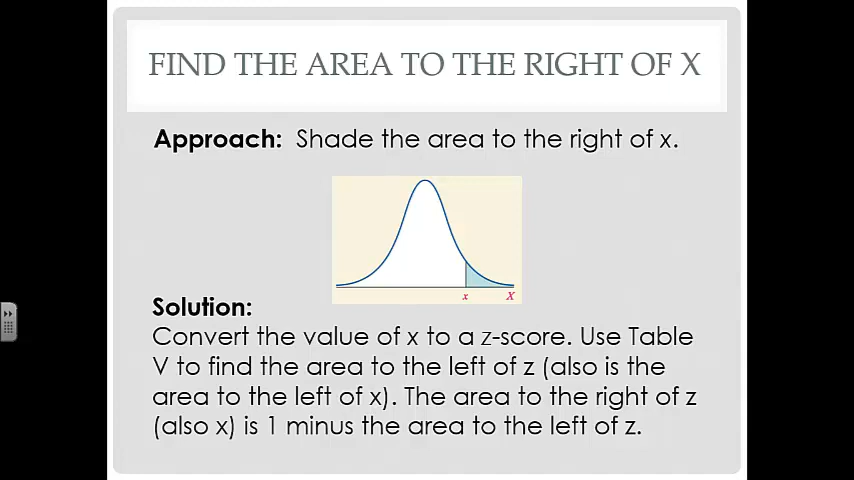 FIND THE AREA TO THE RIGHT OF X
Approach: Shade the area to the right of x.
x X
Solution:
Convert the value of x to a z-score. Use Table
V to find the area to the left of z (also is the
area to the left of x). The area to the right of z
(also x) is 1 minus the area to the left of z.